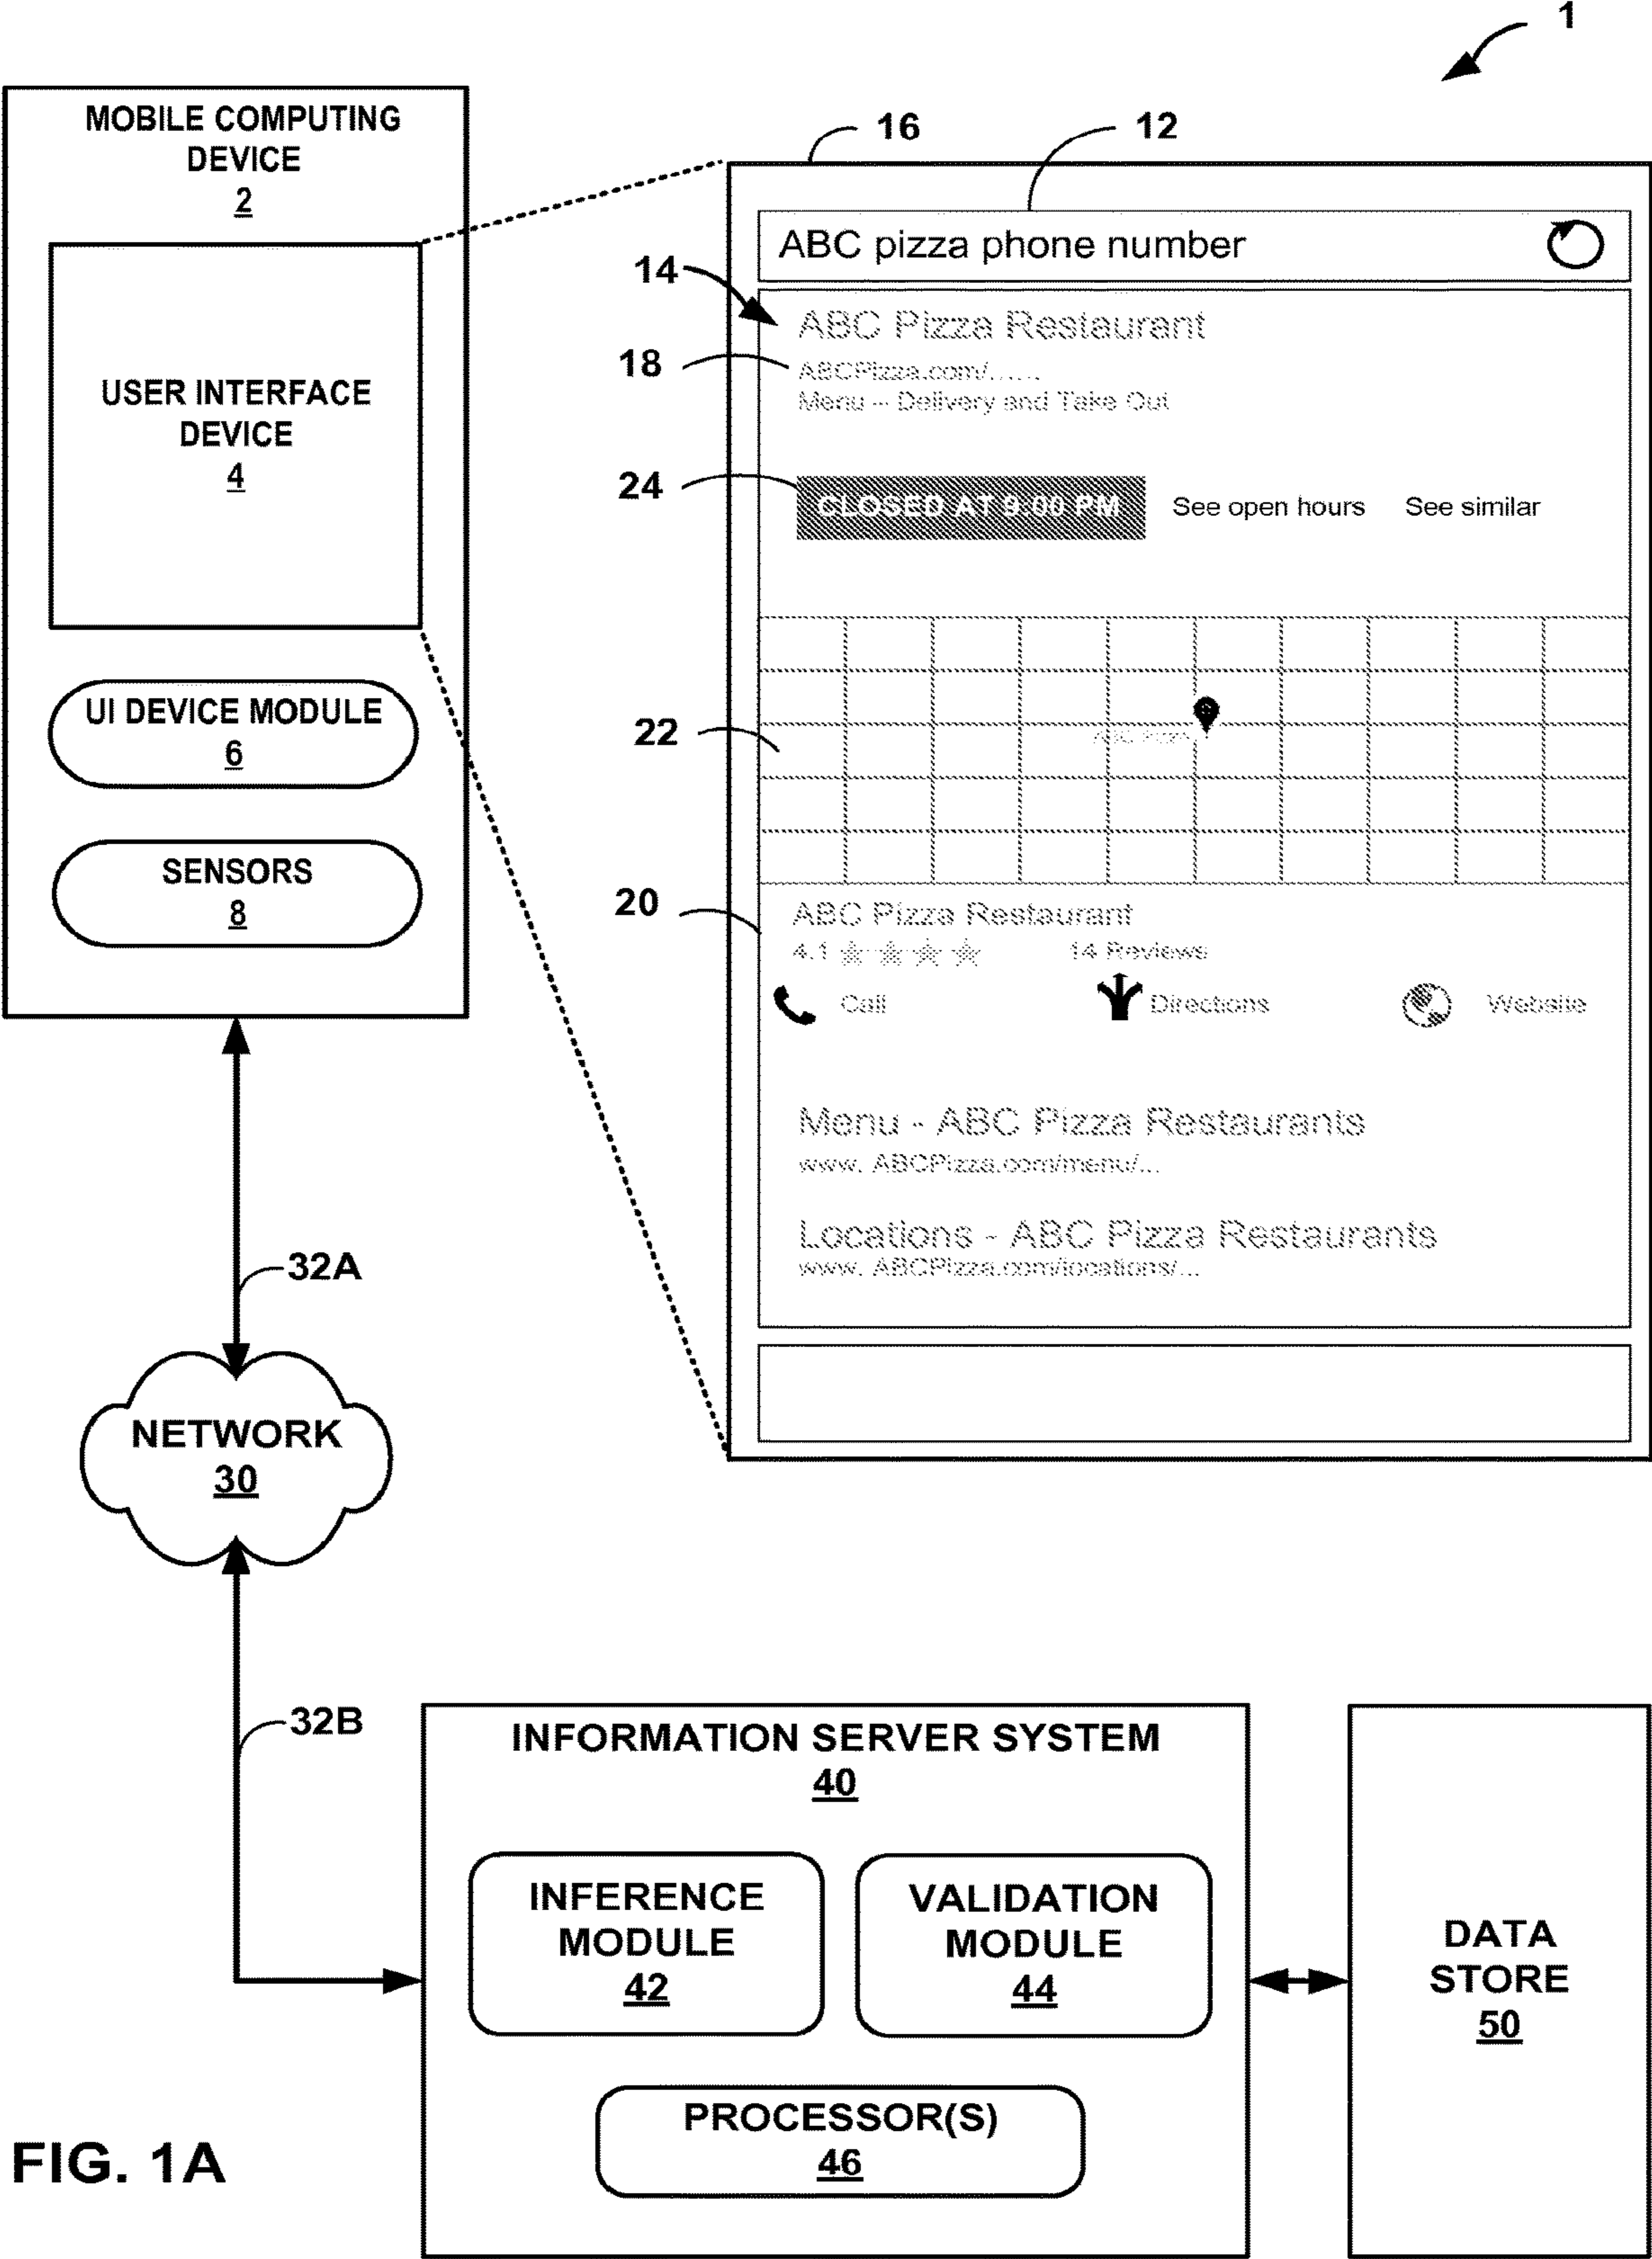 1
MOBILE COMPUTING
DEVICE
2
USER INTERFACE
DEVICE
4
UI DEVICE MODULE
6
SENSORS
8
16
12
ABC pizza phone number
14
ABC Pizza Restaurant
18
ABCPizza.com/......
Menu – Delivery and Take Out
24
CLOSED AT 9:00 PM See open hours See similar
22
ABC Pizza
20
ABC Pizza Restaurant
4.1 14 Reviews
Call Directions Website
Menu - ABC Pizza Restaurants
www. ABCPizza.com/menu/...
Locations - ABC Pizza Restaurants
www. ABCPizza.com/locations/...
32A
NETWORK
30
32B
INFORMATION SERVER SYSTEM
40
INFERENCE
MODULE
42
VALIDATION
MODULE
44
PROCESSOR(S)
46
DATA
STORE
50
FIG. 1A